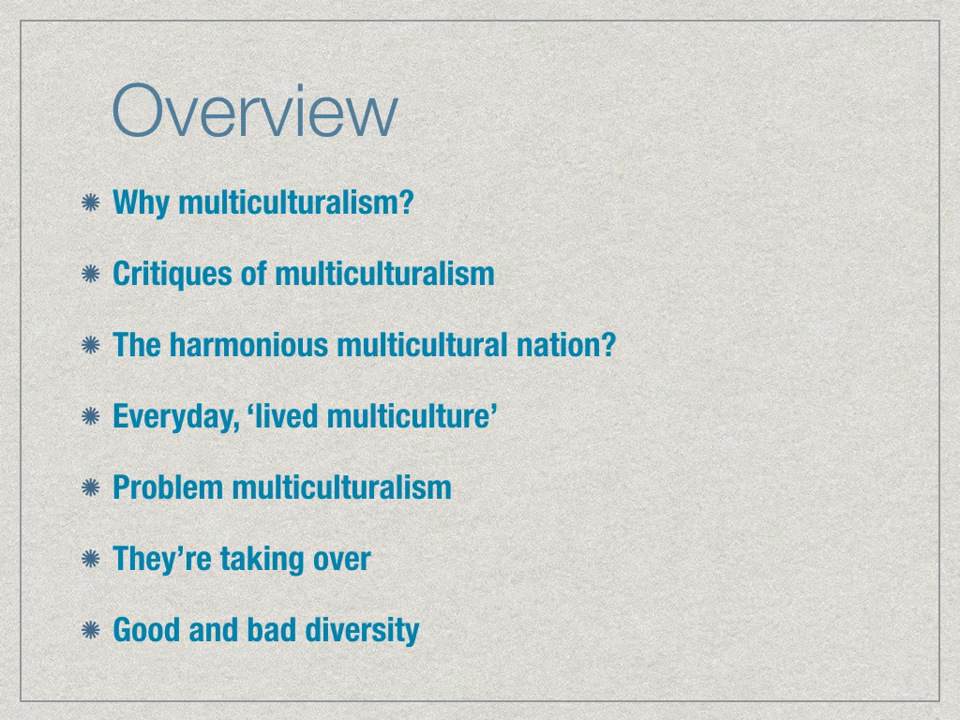 Overview
Why multiculturalism?
Critiques of multiculturalism
The harmonious multicultural nation?
Everyday, ‘lived multiculture’
Problem multiculturalism
They’re taking over
Good and bad diversity